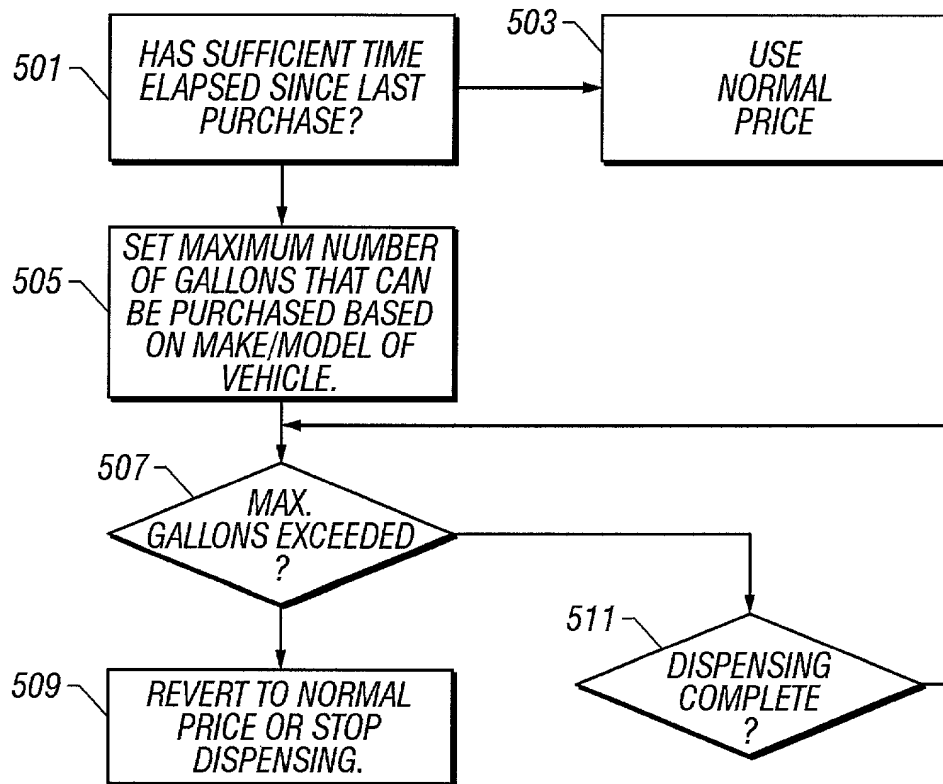 501
HAS SUFFICIENT TIME
ELAPSED SINCE LAST
PURCHASE?
503
USE
NORMAL
PRICE
505
SET MAXIMUM NUMBER
OF GALLONS THAT CAN
BE PURCHASED BASED
ON MAKE/MODEL OF
VEHICLE.
507
MAX.
GALLONS EXCEEDED
?
509
REVERT TO NORMAL
PRICE OR STOP
DISPENSING.
511
DISPENSING
COMPLETE
?